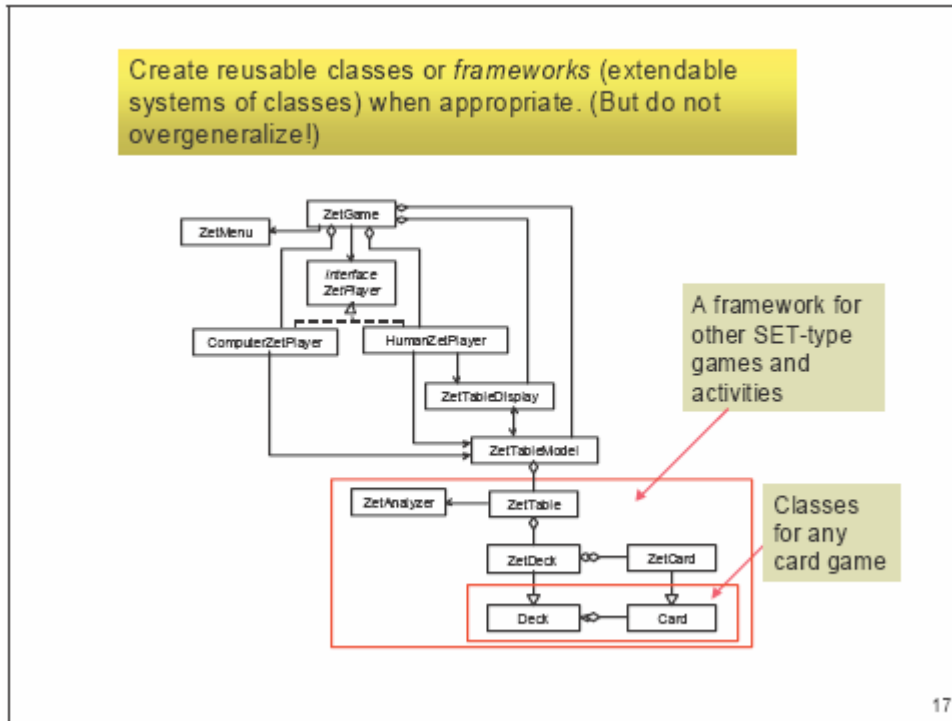 Create reusable classes or frameworks (extendable
systems of classes) when appropriate. (But do not
overgeneralize!)
ZetGame
ZetMenu
Interface
ZetPlayer
ComputerZetPlayer
HumanZetPlayer
ZetTableDisplay
ZetTableModel
A framework for
other SET-type
games and
activities
ZetAnalyzer
ZetTable
ZetDeck
ZetCard
Deck
Card
Classes
for any
card game
17